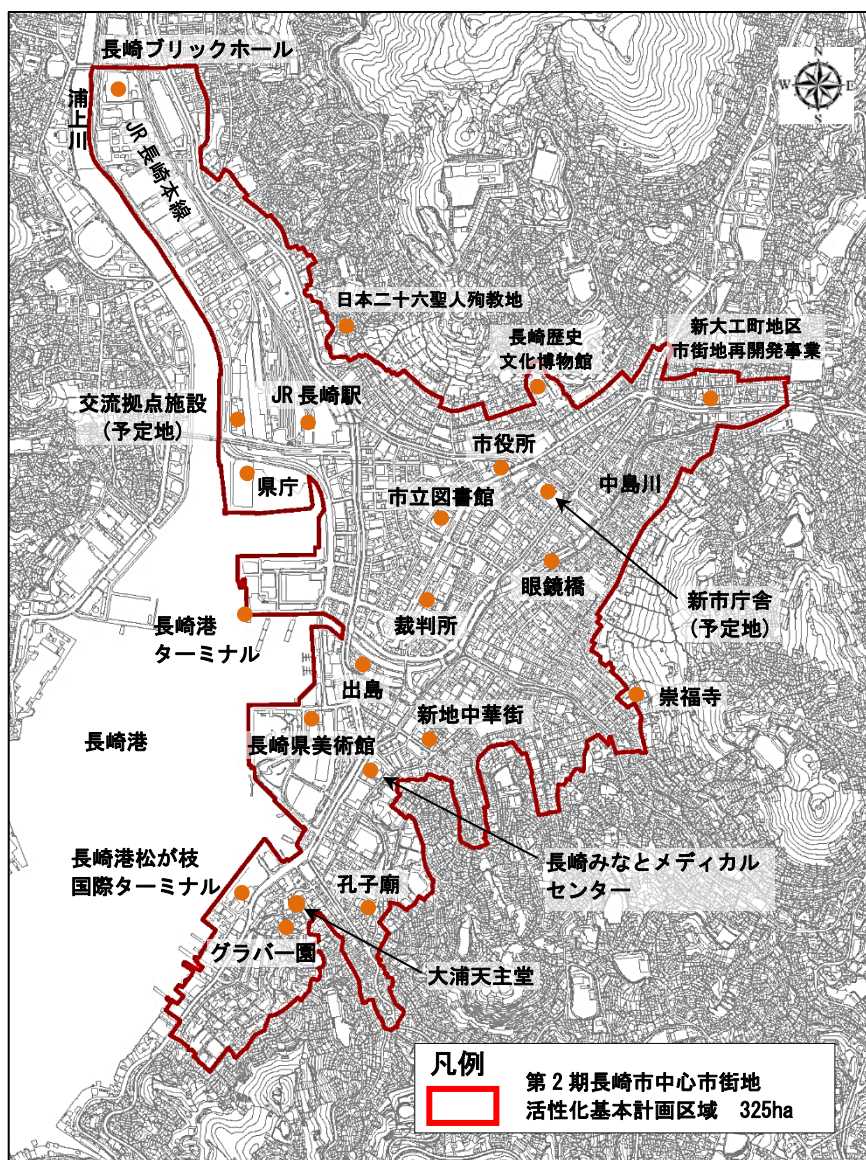 長崎ブリックホール
浦上川
JR長崎本線
N
W E
S
日本二十六聖人殉教地
長崎歴史
文化博物館
新大工町地区
市街地再開発事業
交流拠点施設
(予定地)
JR長崎駅
市役所
県庁
市立図書館
中島川
眼鏡橋
新市庁舎
(予定地)
裁判所
長崎港
ターミナル
出島
崇福寺
新地中華街
長崎県美術館
長崎港
長崎港松が枝
国際ターミナル
長崎みなとメディカル
センター
孔子廟
グラバー園
大浦天主堂
凡例
第2期長崎市中心市街地
活性化基本計画区域 325ha